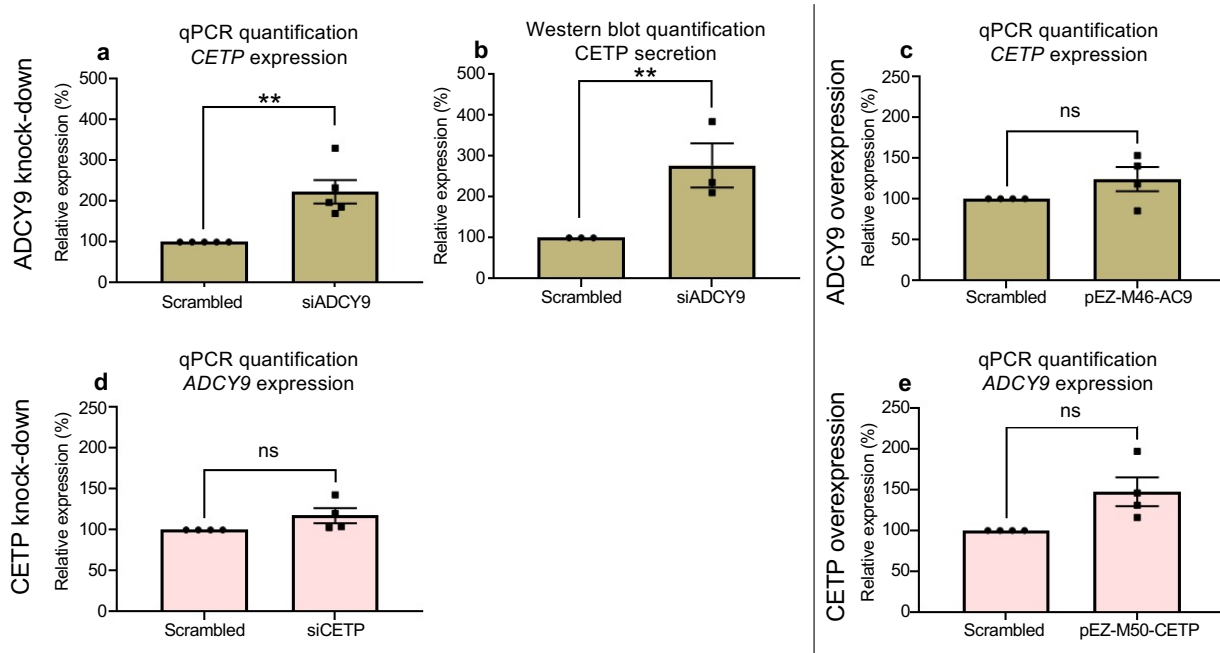 a
qPCR quantification
CETP expression
ADCY9 knock-down
Relative expression (%)
500
400
300
200
100
0
**
Scrambled
siADCY9
b
Western blot quantification
CETP secretion
Relative expression (%)
500
400
300
200
100
0
**
Scrambled
siADCY9
c
qPCR quantification
CETP expression
ADCY9 overexpression
Relative expression (%)
250
200
150
100
50
0
ns
Scrambled
pEZ-M46-AC9
d
qPCR quantification
ADCY9 expression
CETP knock-down
Relative expression (%)
250
200
150
100
50
0
ns
Scrambled
siCETP
e
qPCR quantification
ADCY9 expression
CETP overexpression
Relative expression (%)
250
200
150
100
50
0
ns
Scrambled
pEZ-M50-CETP